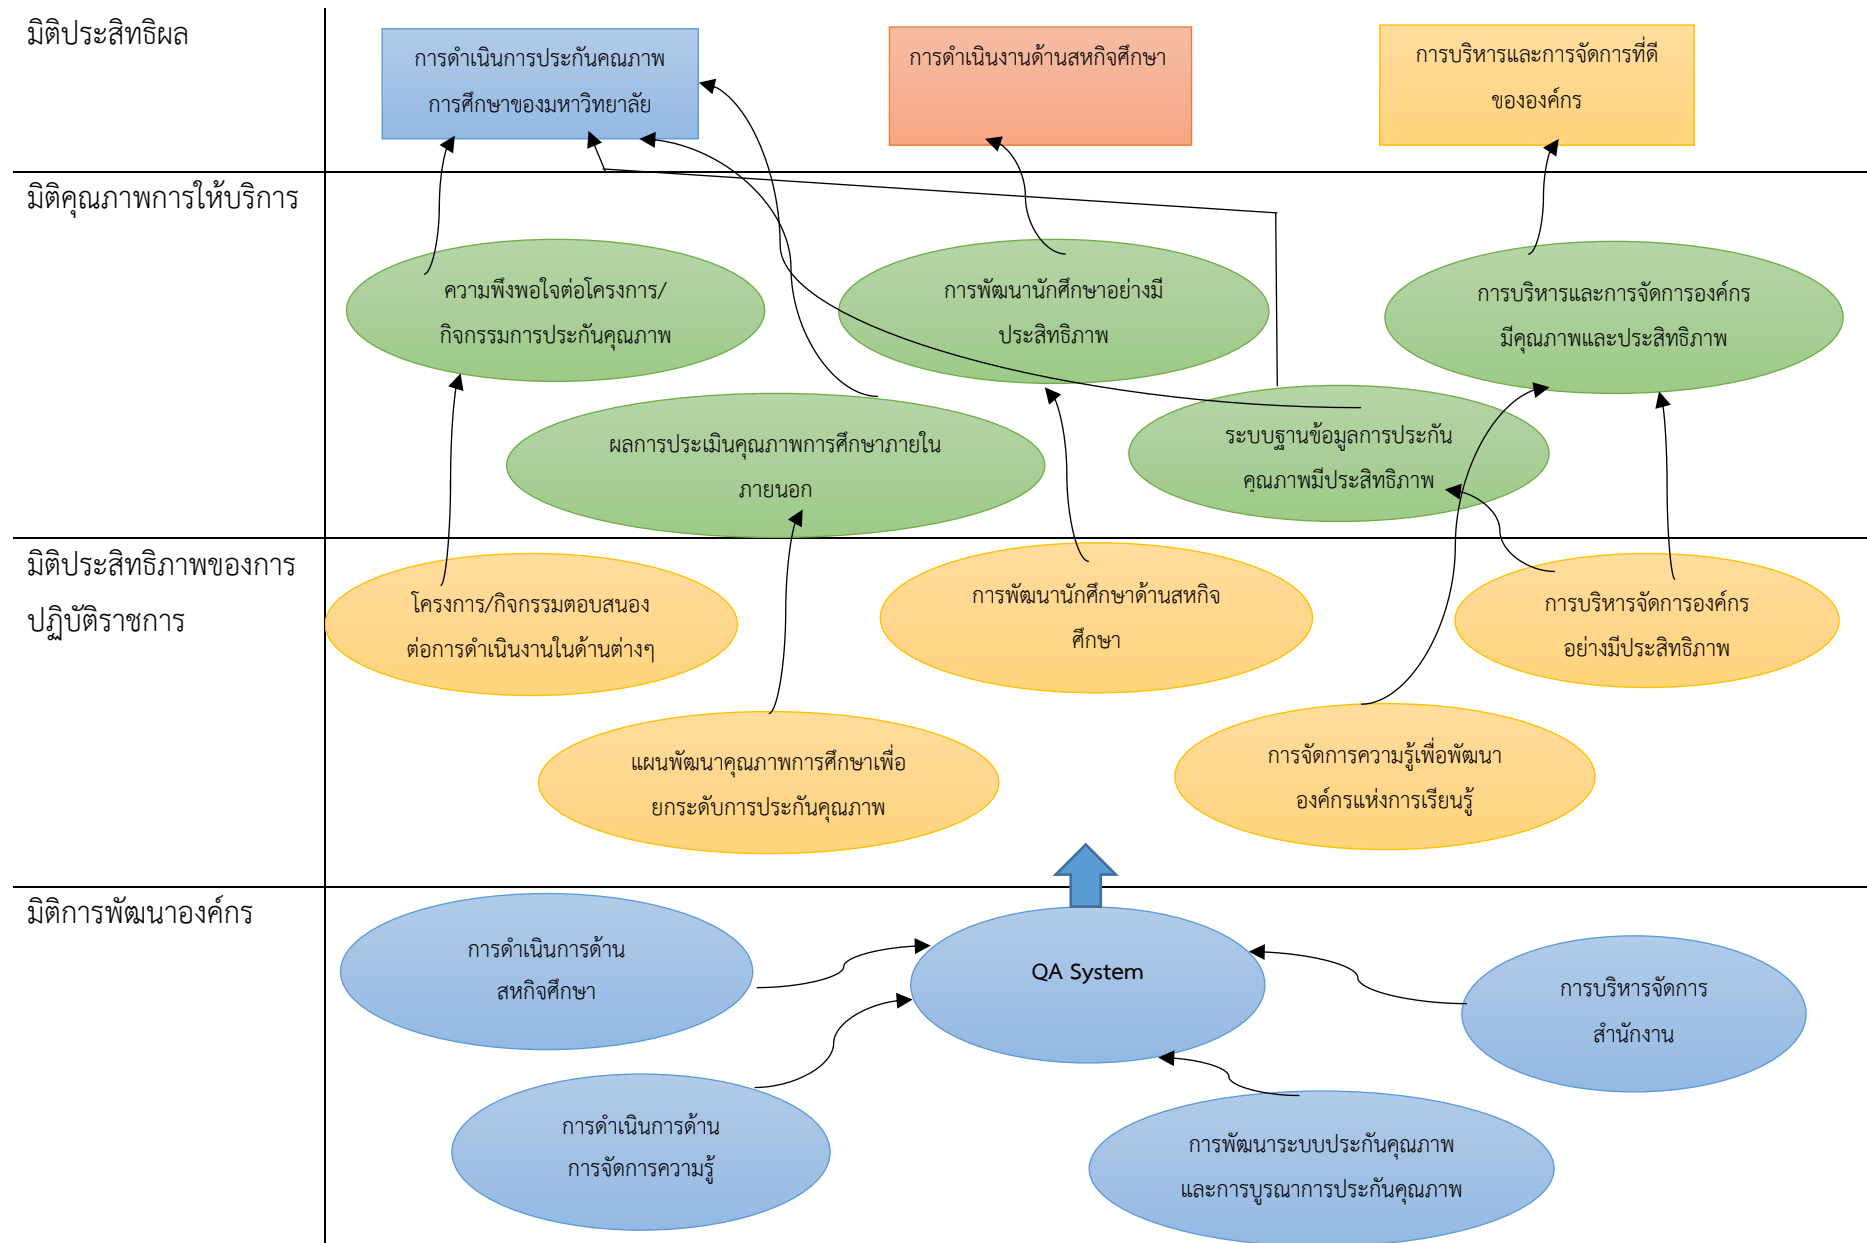 มิติประสิทธิผล
การดำเนินการประกันคณภาพ
การศึกษาของมหาวิทยาลัย
การดำเนินงานด้านสหกิจศึกษา
การบริหารและการจัดการที่ดี
ขององค์กร
มิติคุณภาพการให้บริการ
ความพึงพอใจต่อโครงการ/
กิจกรรมการประกันคุณภาพ
การพัฒนานักศึกษาอย่างมี
ประสิทธิภาพ
การบริหารและการจัดการองค์กร
มีคุณภาพและประสิทธิภาพ
ผลการประเมินคุณภาพการศึกษาภายใน
ภายนอก
ระบบฐานข้อมูลการประกัน
คุณภาพมีประสิทธิภาพ
มิติประสิทธิภาพของการ
ปฏิบัติราชการ
โครงการ/กิจกรรมตอบสนอง
ต่อการดำเนินงานในด้านต่างๆ
การพัฒนานักศึกษาด้านสหกิจ
ศึกษา
การบริหารจัดการองค์กร
อย่างมีประสิทธิภาพ
แผนพัฒนาคุณภาพการศึกษาเพื่อ
ยกระดับการประกันคุณภาพ
การจัดการความรู้เพื่อพัฒนา
องค์กรแห่งการเรียนรู้
มิติการพัฒนาองค์กร
การดำเนินการด้าน
สหกิจศึกษา
QA System
การบริหารจัดการ
สำนักงาน
การดำเนินการด้าน
การจัดการความรู้
การพัฒนาระบบประกันคุณภาพ
และการบูรณาการประกันคุณภาพ